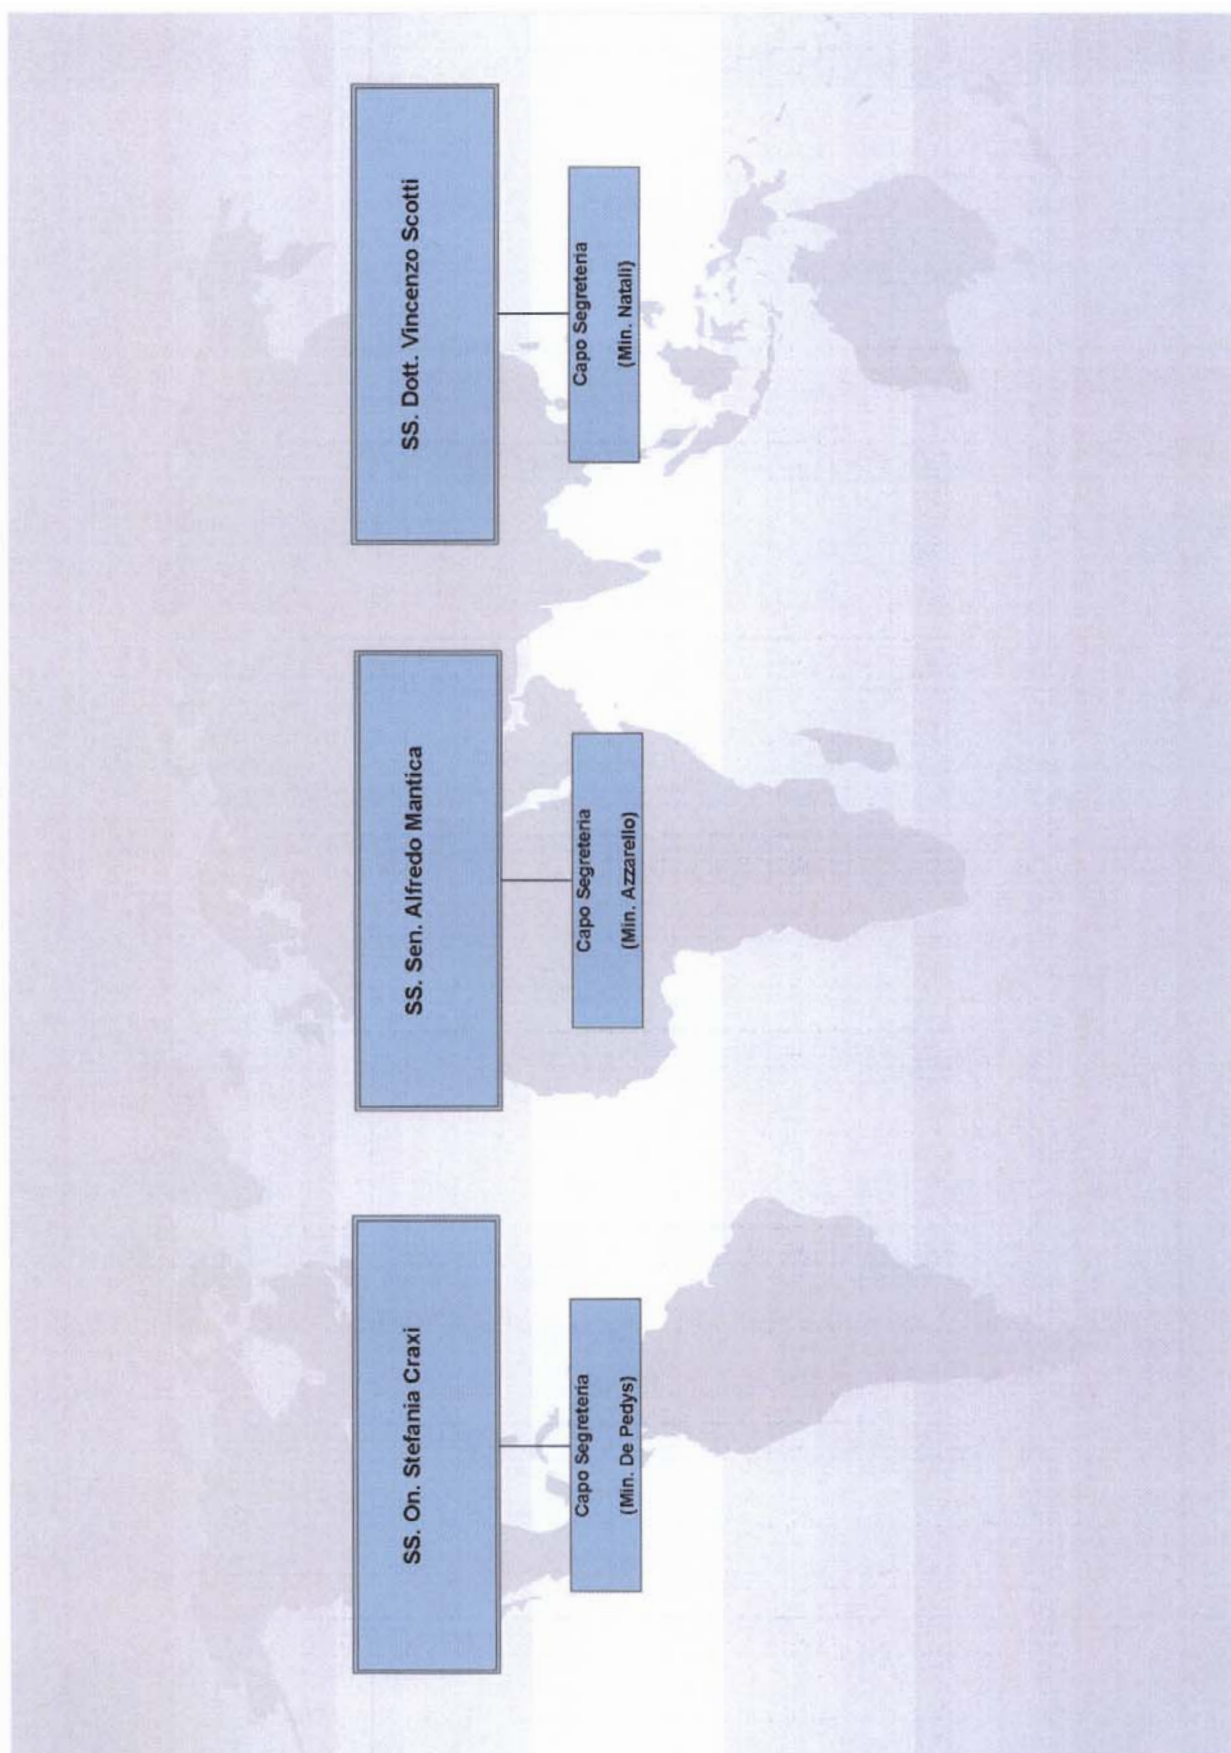 SS. On. Stefania Craxi
Capo Segreteria
(Min. De Pedys)
SS. Sen. Alfredo Mantica
Capo Segreteria
(Min. Azzarello)
SS. Dott. Vincenzo Scotti
Capo Segreteria
(Min. Natali)